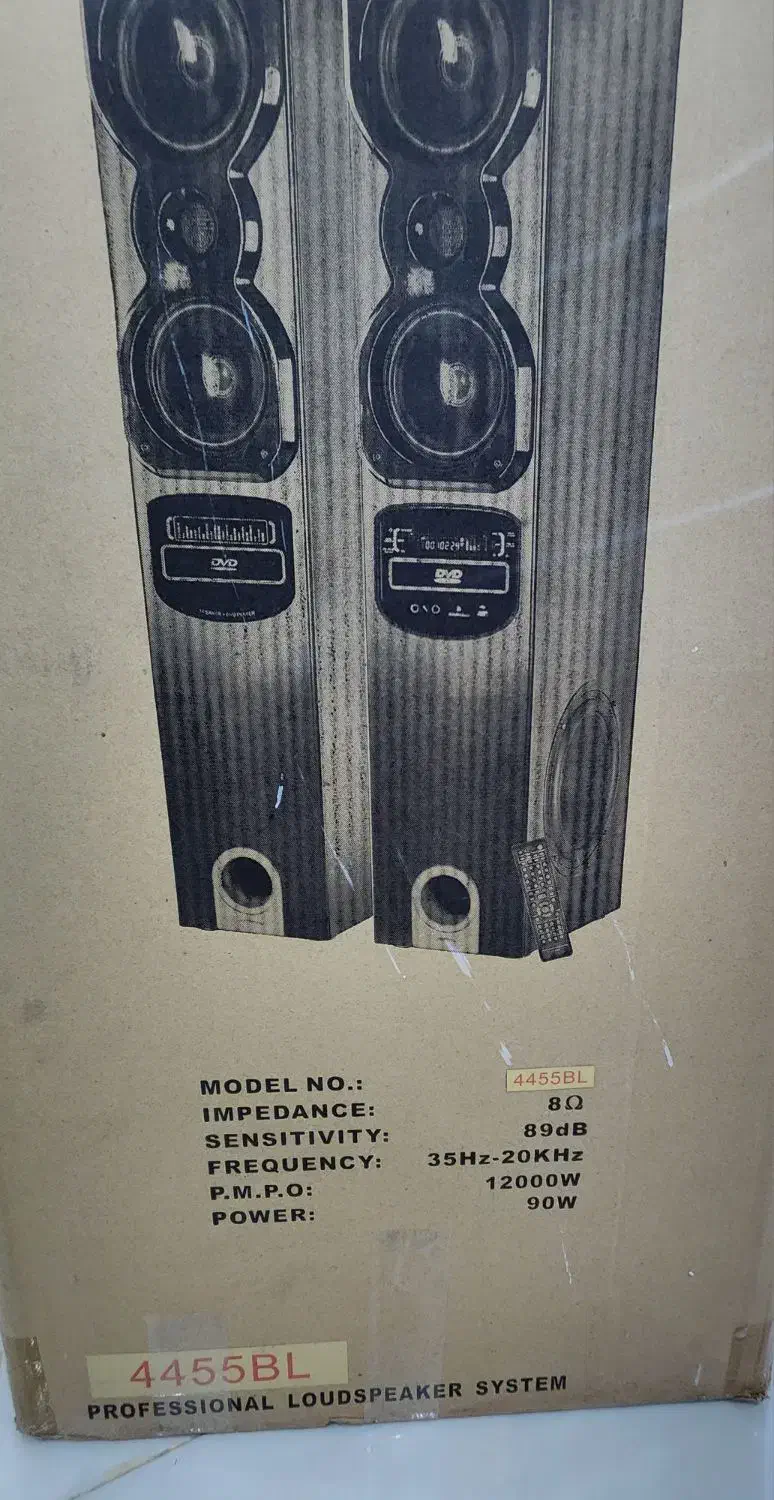 DVD
DVD
MODEL NO.: 4455BL
IMPEDANCE: 8Ω
SENSITIVITY: 89dB
FREQUENCY: 35Hz-20KHz
P.M.P.O: 12000W
POWER: 90W
4455BL
PROFESSIONAL LOUDSPEAKER SYSTEM